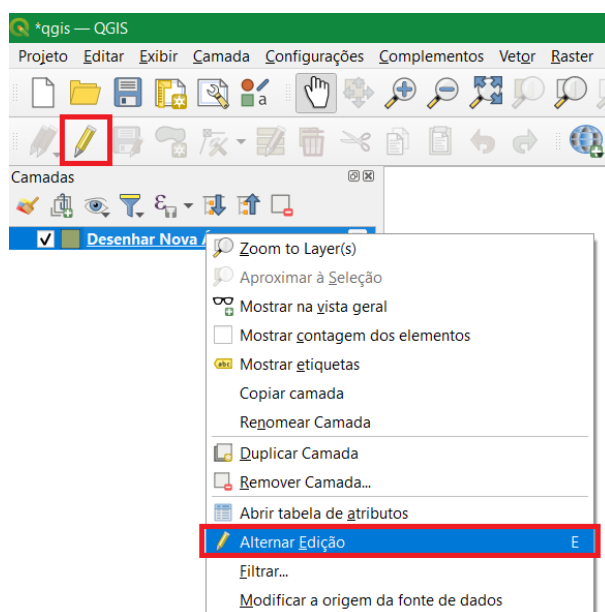 *qgis — QGIS
Projeto Editar Exibir Camada Configurações Complementos Vetor Raster
a
Camadas
Desenhar Nova
Zoom to Layer(s)
Aproximar à Seleção
Mostrar na vista geral
Mostrar contagem dos elementos
abc Mostrar etiquetas
Copiar camada
Renomear Camada
Duplicar Camada
Remover Camada...
Abrir tabela de atributos
Alternar Edição E
Filtrar...
Modificar a origem da fonte de dados